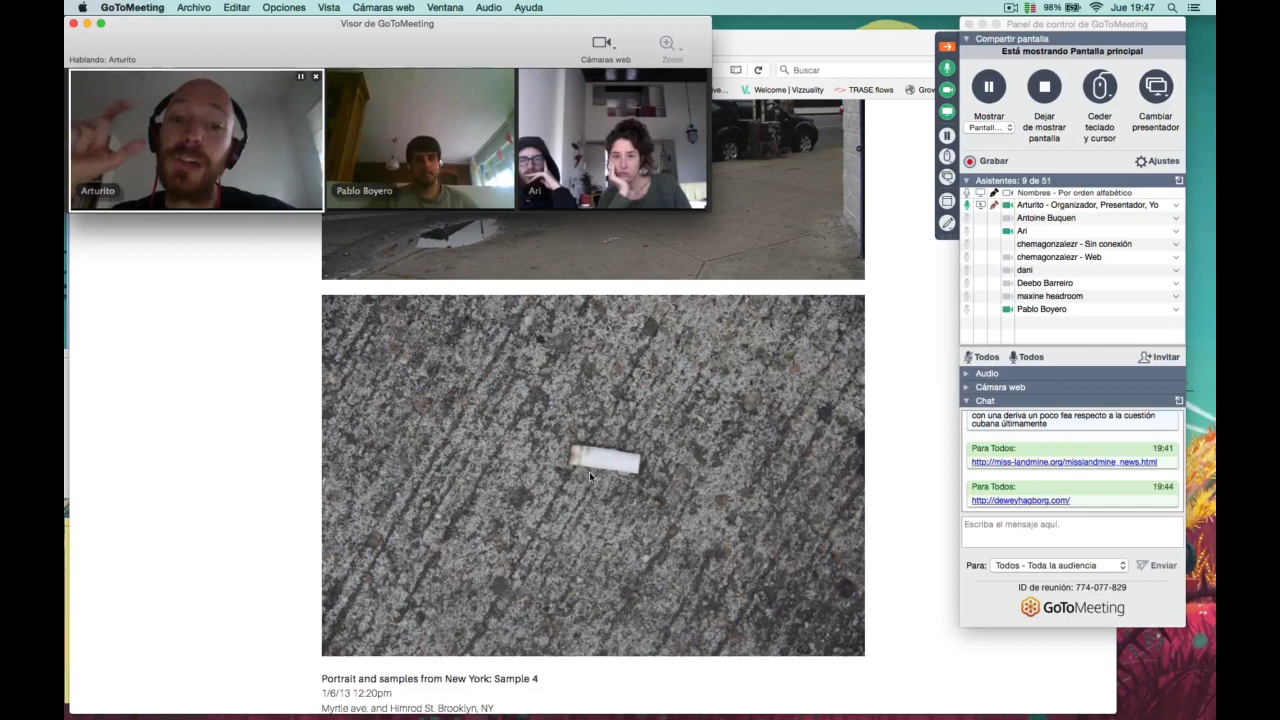 GoToMeeting Archivo Editar Opciones Vista Cámaras web Ventana Audio Ayuda 98% Jue 19:47
Visor de GoToMeeting
Hablando: Arturito
Cámaras web
Zoom
Arturito
Pablo Boyero
Ari
Buscar
Welcome | Vizzuality
TRASE flows
Portrait and samples from New York: Sample 4
1/6/13 12:20pm
Myrtle ave. and Himrod St. Brooklyn, NY
Panel de control de GoToMeeting
Compartir pantalla
Está mostrando Pantalla principal
Mostrar
Pantall...
Dejar
de mostrar
pantalla
Ceder
teclado
y cursor
Cambiar
presentador
Grabar
Ajustes
Asistentes: 9 de 51
Nombres - Por orden alfabético
Arturito - Organizador, Presentador, Yo
Antoine Buquen
Ari
chemagonzalezr - Sin conexión
chemagonzalezr - Web
dani
Deebo Barreiro
maxine headroom
Pablo Boyero
Todos
Todos
Invitar
Audio
Cámara web
Chat
con una deriva un poco fea respecto a la cuestión
cubana últimamente
Para Todos: 19:41
http://miss-landmine.org/misslandmine_news.html
Para Todos: 19:44
http://deweyhagborg.com/
Escriba el mensaje aquí.
Para: Todos - Toda la audiencia
Enviar
ID de reunión: 774-077-829
GoToMeeting